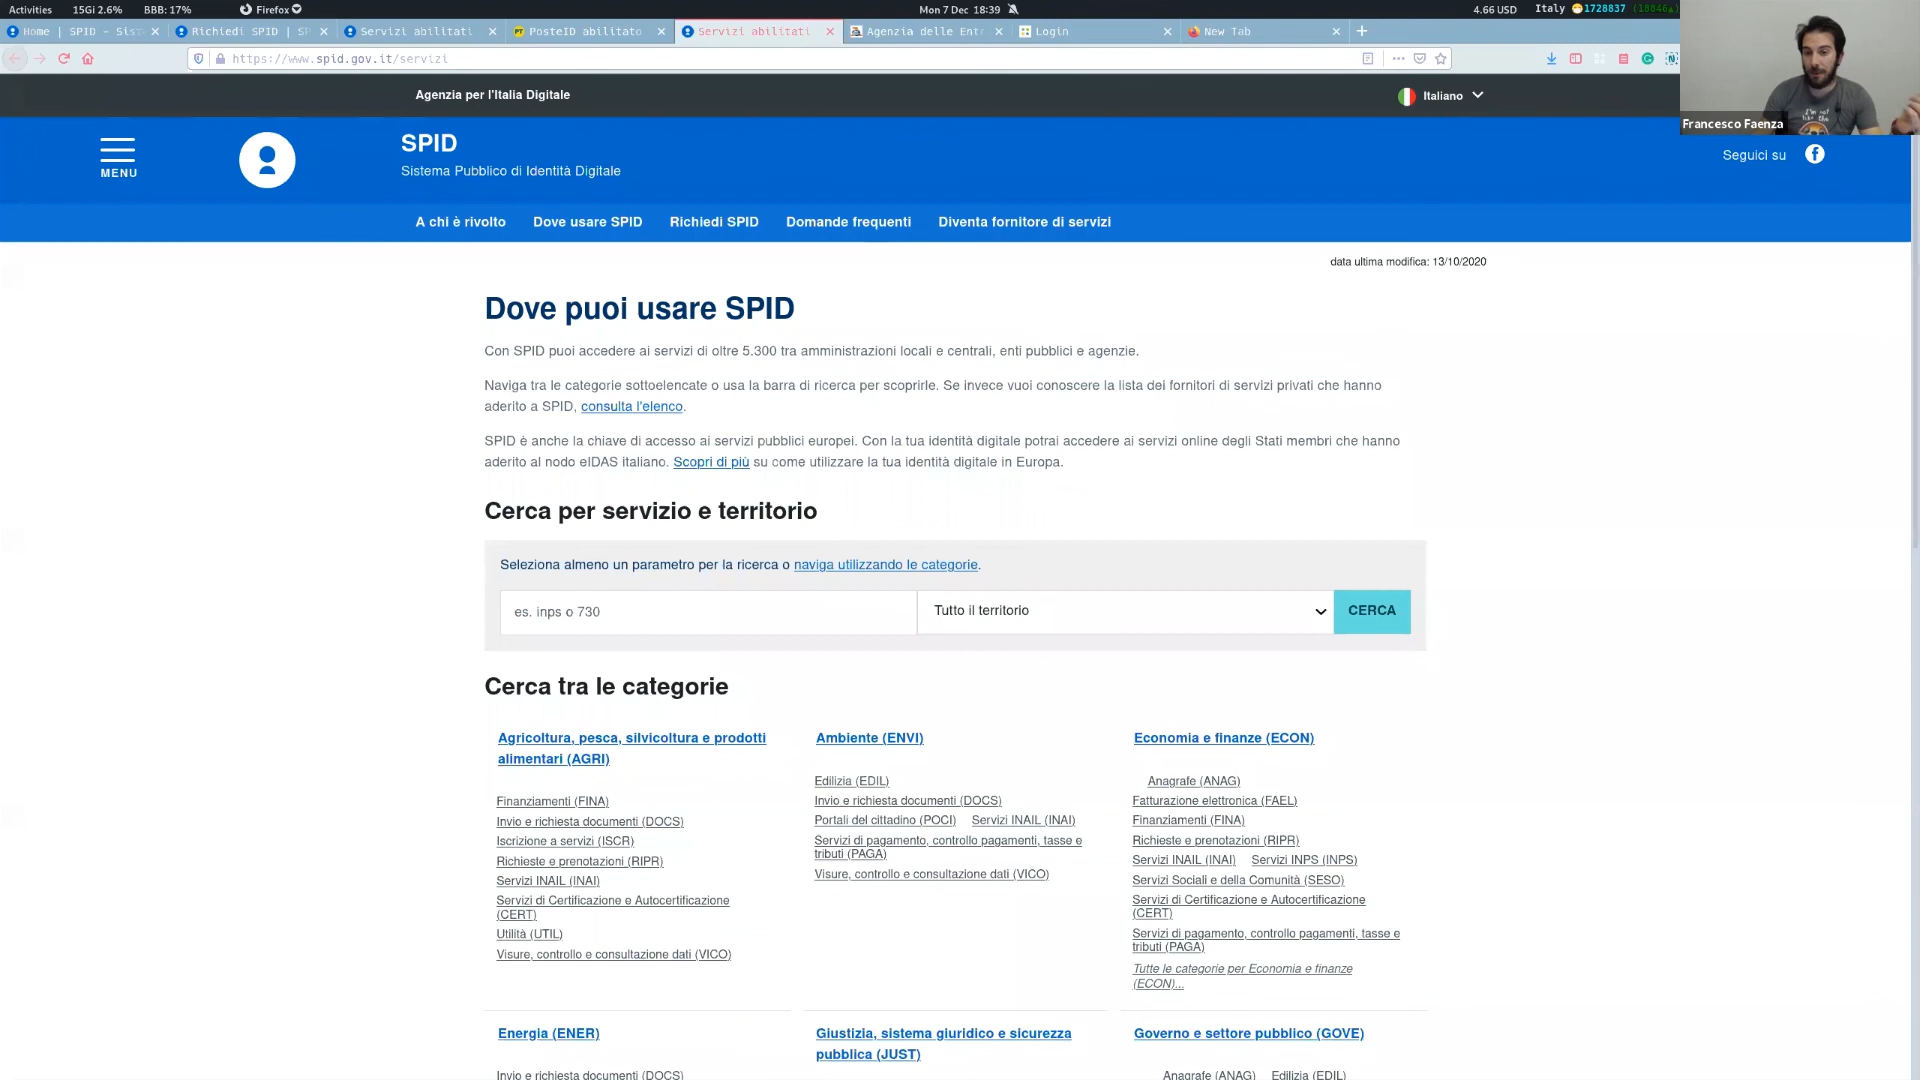 Activities 15Gi 2.6% BBB: 17% Firefox Mon 7 Dec 18:39 4.66 USD Italy 1728837 (18846▲)
Home | SPID - Sist Richiedi SPID | SP Servizi abilitati PosteID abilitato Servizi abilitati Agenzia delle Entr Login New Tab
https://www.spid.gov.it/servizi
Agenzia per l'Italia Digitale
Italiano
Francesco Faenza
MENU
SPID
Sistema Pubblico di Identità Digitale
Seguici su
A chi è rivolto Dove usare SPID Richiedi SPID Domande frequenti Diventa fornitore di servizi
data ultima modifica: 13/10/2020
Dove puoi usare SPID
Con SPID puoi accedere ai servizi di oltre 5.300 tra amministrazioni locali e centrali, enti pubblici e agenzie.
Naviga tra le categorie sottoelencate o usa la barra di ricerca per scoprirle. Se invece vuoi conoscere la lista dei fornitori di servizi privati che hanno
aderito a SPID, consulta l'elenco.
SPID è anche la chiave di accesso ai servizi pubblici europei. Con la tua identità digitale potrai accedere ai servizi online degli Stati membri che hanno
aderito al nodo eIDAS italiano. Scopri di più su come utilizzare la tua identità digitale in Europa.
Cerca per servizio e territorio
Seleziona almeno un parametro per la ricerca o naviga utilizzando le categorie.
es. inps o 730
Tutto il territorio
CERCA
Cerca tra le categorie
Agricoltura, pesca, silvicoltura e prodotti
alimentari (AGRI)
Finanziamenti (FINA)
Invio e richiesta documenti (DOCS)
Iscrizione a servizi (ISCR)
Richieste e prenotazioni (RIPR)
Servizi INAIL (INAI)
Servizi di Certificazione e Autocertificazione
(CERT)
Utilità (UTIL)
Visure, controllo e consultazione dati (VICO)
Ambiente (ENVI)
Edilizia (EDIL)
Invio e richiesta documenti (DOCS)
Portali del cittadino (POCI) Servizi INAIL (INAI)
Servizi di pagamento, controllo pagamenti, tasse e
tributi (PAGA)
Visure, controllo e consultazione dati (VICO)
Economia e finanze (ECON)
Anagrafe (ANAG)
Fatturazione elettronica (FAEL)
Finanziamenti (FINA)
Richieste e prenotazioni (RIPR)
Servizi INAIL (INAI) Servizi INPS (INPS)
Servizi Sociali e della Comunità (SESO)
Servizi di Certificazione e Autocertificazione
(CERT)
Servizi di pagamento, controllo pagamenti, tasse e
tributi (PAGA)
Tutte le categorie per Economia e finanze
(ECON)...
Energia (ENER)
Invio e richiesta documenti (DOCS)
Giustizia, sistema giuridico e sicurezza
pubblica (JUST)
Governo e settore pubblico (GOVE)
Anagrafe (ANAG) Edilizia (EDIL)